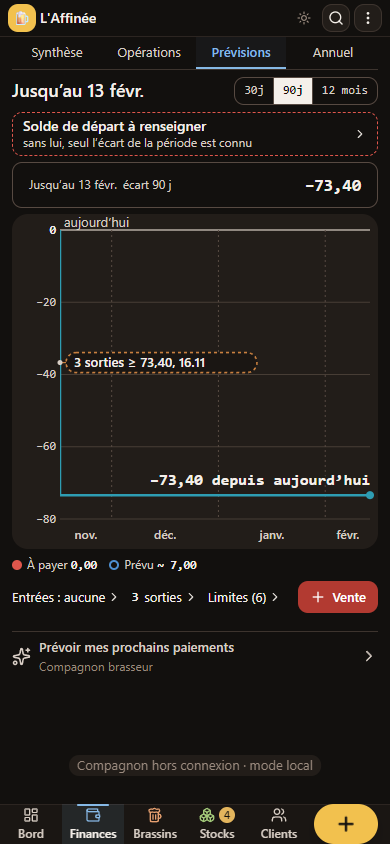 L'Affinée
Synthèse Opérations Prévisions Annuel
Jusqu'au 13 févr. 30j 90j 12 mois
Solde de départ à renseigner
sans lui, seul l'écart de la période est connu
Jusqu'au 13 févr. écart 90 j −73,40
aujourd'hui
0
−20
3 sorties ≥ 73,40, 16.11
−40
−60
−73,40 depuis aujourd'hui
−80
nov. déc. janv. févr.
À payer 0,00 Prévu ~ 7,00
Entrées : aucune 3 sorties Limites (6) + Vente
Prévoir mes prochains paiements
Compagnon brasseur
Compagnon hors connexion · mode local
4
Bord Finances Brassins Stocks Clients +